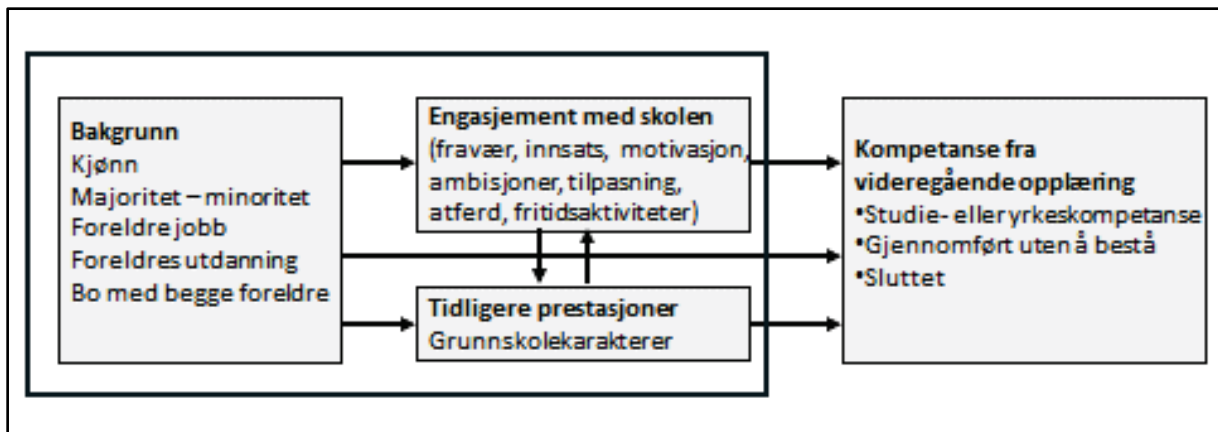 Bakgrunn
Kjønn
Majoritet – minoritet
Foreldre jobb
Foreldres utdanning
Bo med begge foreldre
Engasjement med skolen
(fravær, innsats, motivasjon,
ambisjoner, tilpasning,
atferd, fritidsaktiviteter)
Tidligere prestasjoner
Grunnskolekarakterer
Kompetanse fra
videregående opplæring
•Studie- eller yrkeskompetanse
•Gjennomført uten å bestå
•Sluttet